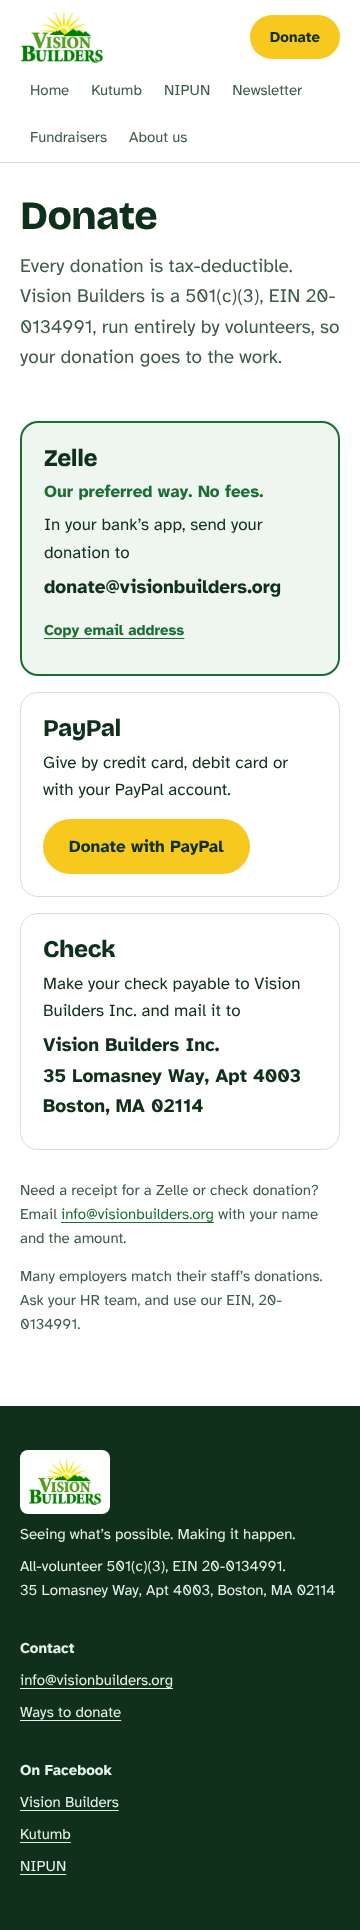 VISION
BUILDERS
Donate
Home Kutumb NIPUN Newsletter
Fundraisers About us
Donate
Every donation is tax-deductible.
Vision Builders is a 501(c)(3), EIN 20-
0134991, run entirely by volunteers, so
your donation goes to the work.
Zelle
Our preferred way. No fees.
In your bank’s app, send your
donation to
donate@visionbuilders.org
Copy email address
PayPal
Give by credit card, debit card or
with your PayPal account.
Donate with PayPal
Check
Make your check payable to Vision
Builders Inc. and mail it to
Vision Builders Inc.
35 Lomasney Way, Apt 4003
Boston, MA 02114
Need a receipt for a Zelle or check donation?
Email info@visionbuilders.org with your name
and the amount.
Many employers match their staff’s donations.
Ask your HR team, and use our EIN, 20-
0134991.
VISION
BUILDERS
Seeing what’s possible. Making it happen.
All-volunteer 501(c)(3), EIN 20-0134991.
35 Lomasney Way, Apt 4003, Boston, MA 02114
Contact
info@visionbuilders.org
Ways to donate
On Facebook
Vision Builders
Kutumb
NIPUN